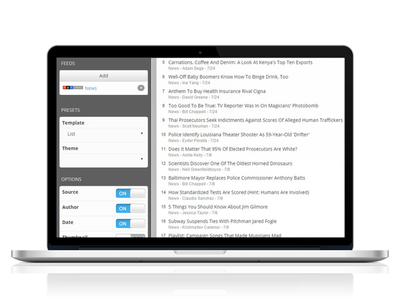 FEEDS
Add
News
PRESETS
Template
List
Theme
OPTIONS
Source
ON
Author
ON
Date
ON
5 Carnations, Coffee And Denim: A Look At Kenya's Top Ten Exports
News - Adam Bega - 7/24
6 Well-Off Baby Boomers Know How To Binge Drink, Too
News - 7/24
7 Anthem To Buy Health Insurance Rival Cigna
News - David Greene - 7/24
8 Too Good To Be True: TV Reporter Was In On Magicians' Photobomb
News - Bill Chappell - 7/24
9 Thai Prosecutors Seek Indictments Against Scores Of Alleged Human Traffickers
News - Scott Neuman - 7/24
10 Police Identify Louisiana Theater Shooter As 59-Year-Old 'Drifter'
News - Eyder Peralta - 7/24
11 Does It Matter That 95% Of Elected Prosecutors Are White?
News - Anita Kelly - 7/8
12 Scientists Discover One Of The Oldest Horned Dinosaurs
News - Nell Greenfieldboyce - 7/8
13 Baltimore Mayor Replaces Police Commissioner Anthony Batts
News - Bill Chappell - 7/8
14 How Standardized Tests Are Scored (Hint: Humans Are Involved)
News - Claudio Sanchez - 7/8
15 5 Things You Should Know About Jim Gilmore
News - Jessica Taylor - 7/8
16 Subway Suspends Ties With Pitchman Jared Fogle
News - Krishnadev Calamur - 7/8
17 Playlist: Campaign Songs That Made Musicians Mad